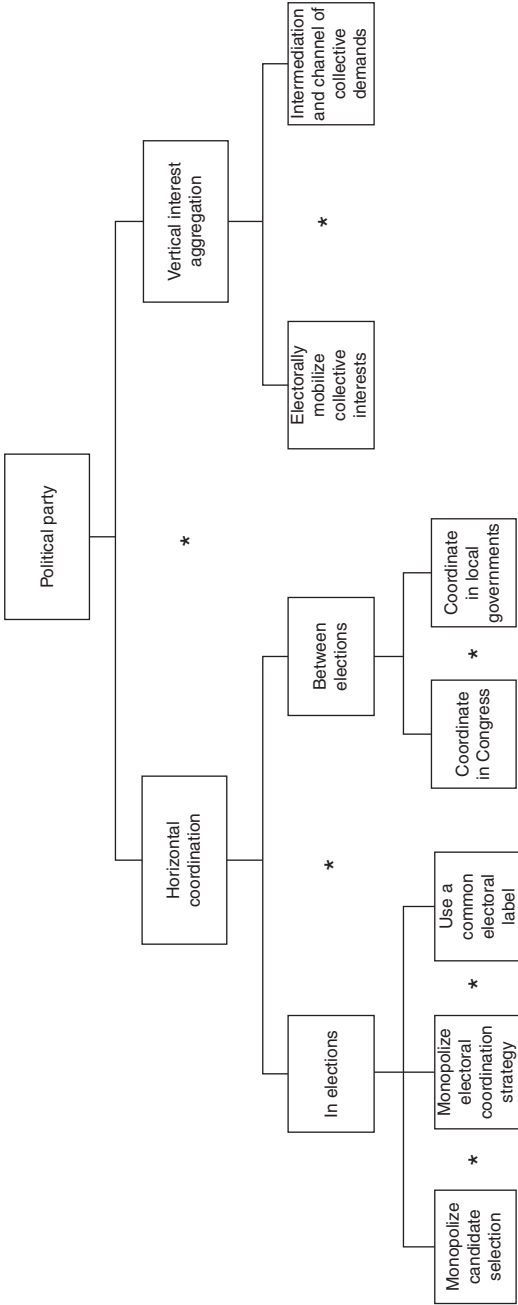 Political party
*
Horizontal
coordination
Vertical interest
aggregation
*
In elections
Between
elections
*
Electorally
mobilize
collective
interests
Intermediation
and channel of
collective
demands
*
*
*
Monopolize
candidate
selection
Monopolize
electoral
coordination
strategy
Use a
common
electoral
label
*
Coordinate
in Congress
Coordinate
in local
governments